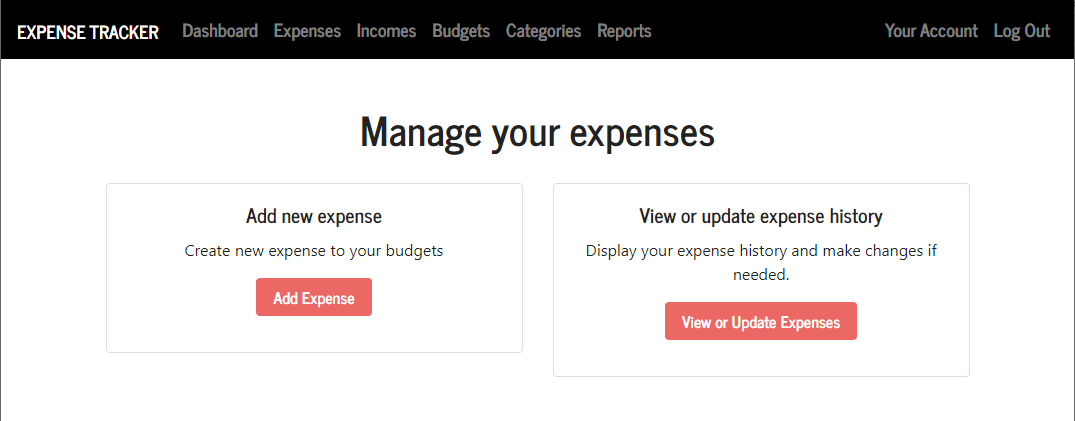 EXPENSE TRACKER Dashboard Expenses Incomes Budgets Categories Reports Your Account Log Out
Manage your expenses
Add new expense
Create new expense to your budgets
Add Expense
View or update expense history
Display your expense history and make changes if
needed.
View or Update Expenses